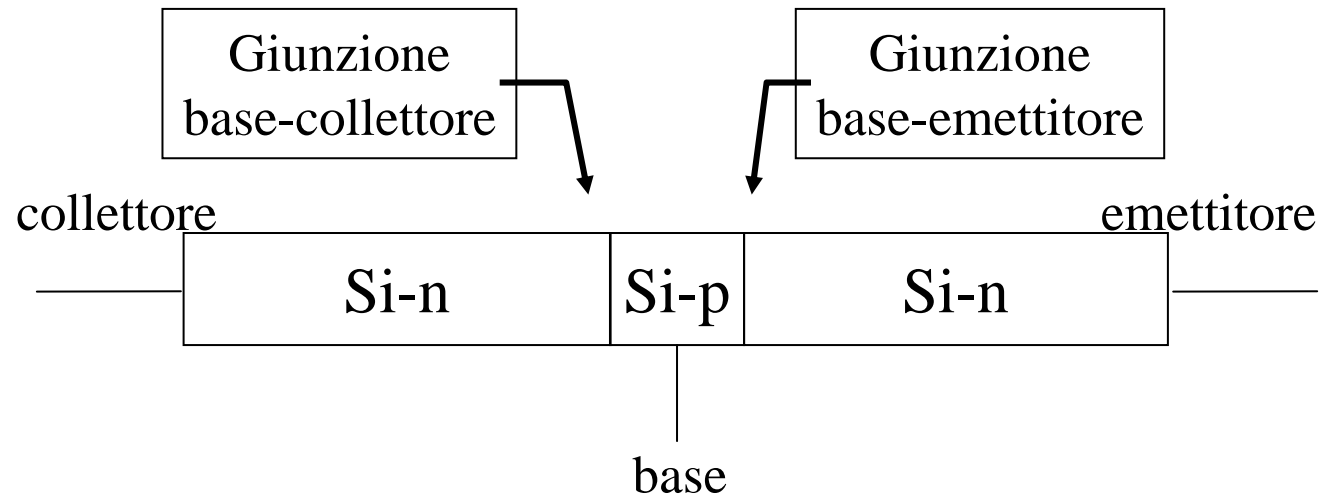 Giunzione
base-collettore
Giunzione
base-emettitore
collettore
emettitore
Si-n
Si-p
Si-n
base